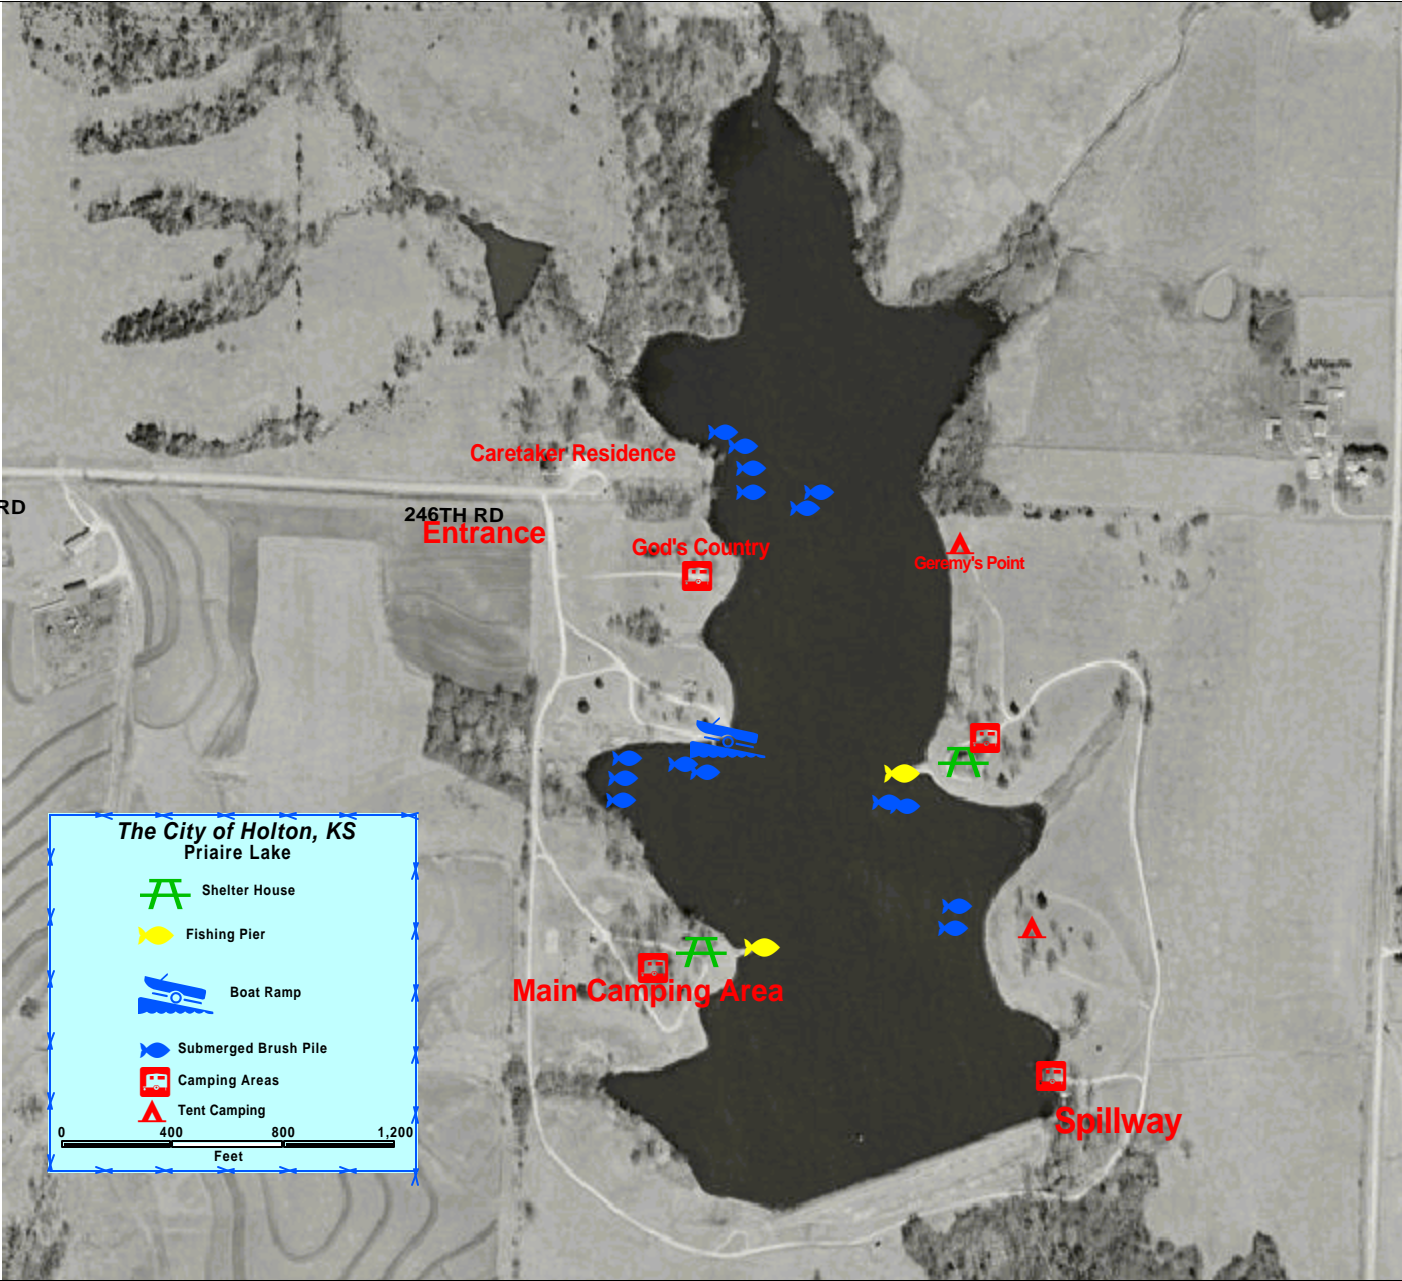 Caretaker Residence
RD
246TH RD
Entrance
God's Country
Geremy's Point
The City of Holton, KS
Priaire Lake
Shelter House
Fishing Pier
Boat Ramp
Submerged Brush Pile
Camping Areas
Tent Camping
0 400 800 1,200
Feet
Main Camping Area
Spillway